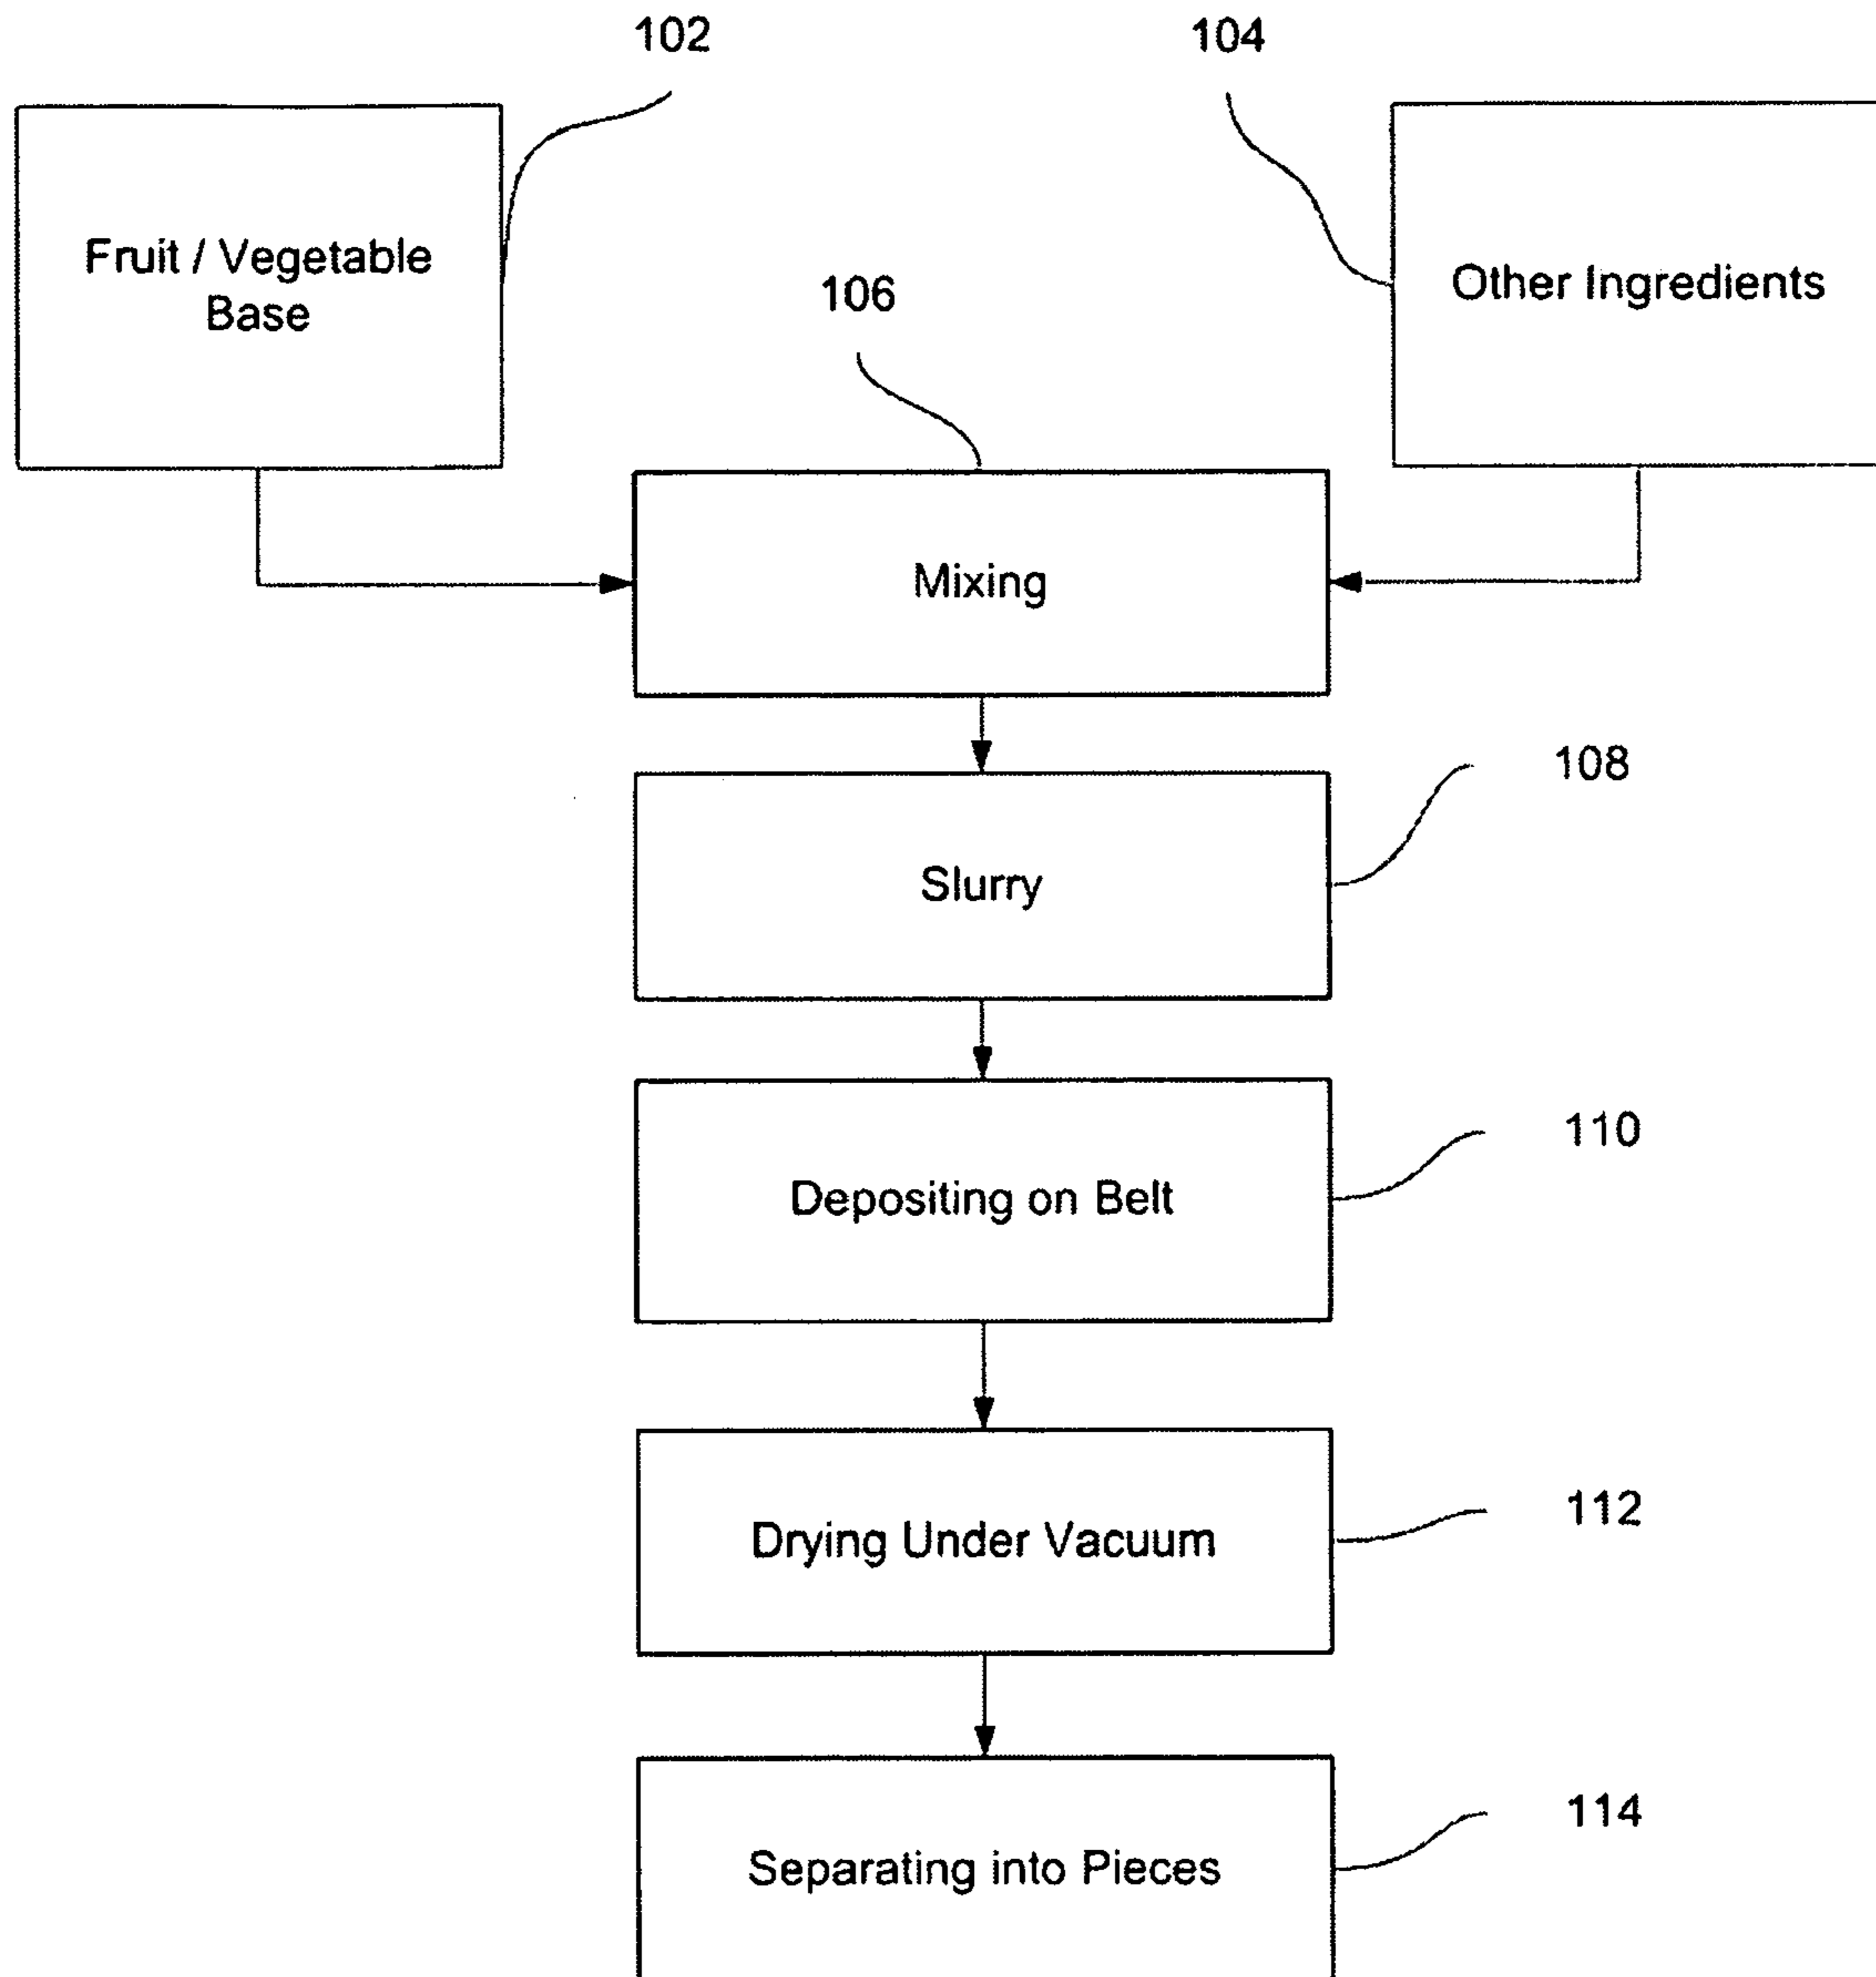 102
104
Fruit / Vegetable
Base
Other Ingredients
106
Mixing
108
Slurry
110
Depositing on Belt
112
Drying Under Vacuum
114
Separating into Pieces